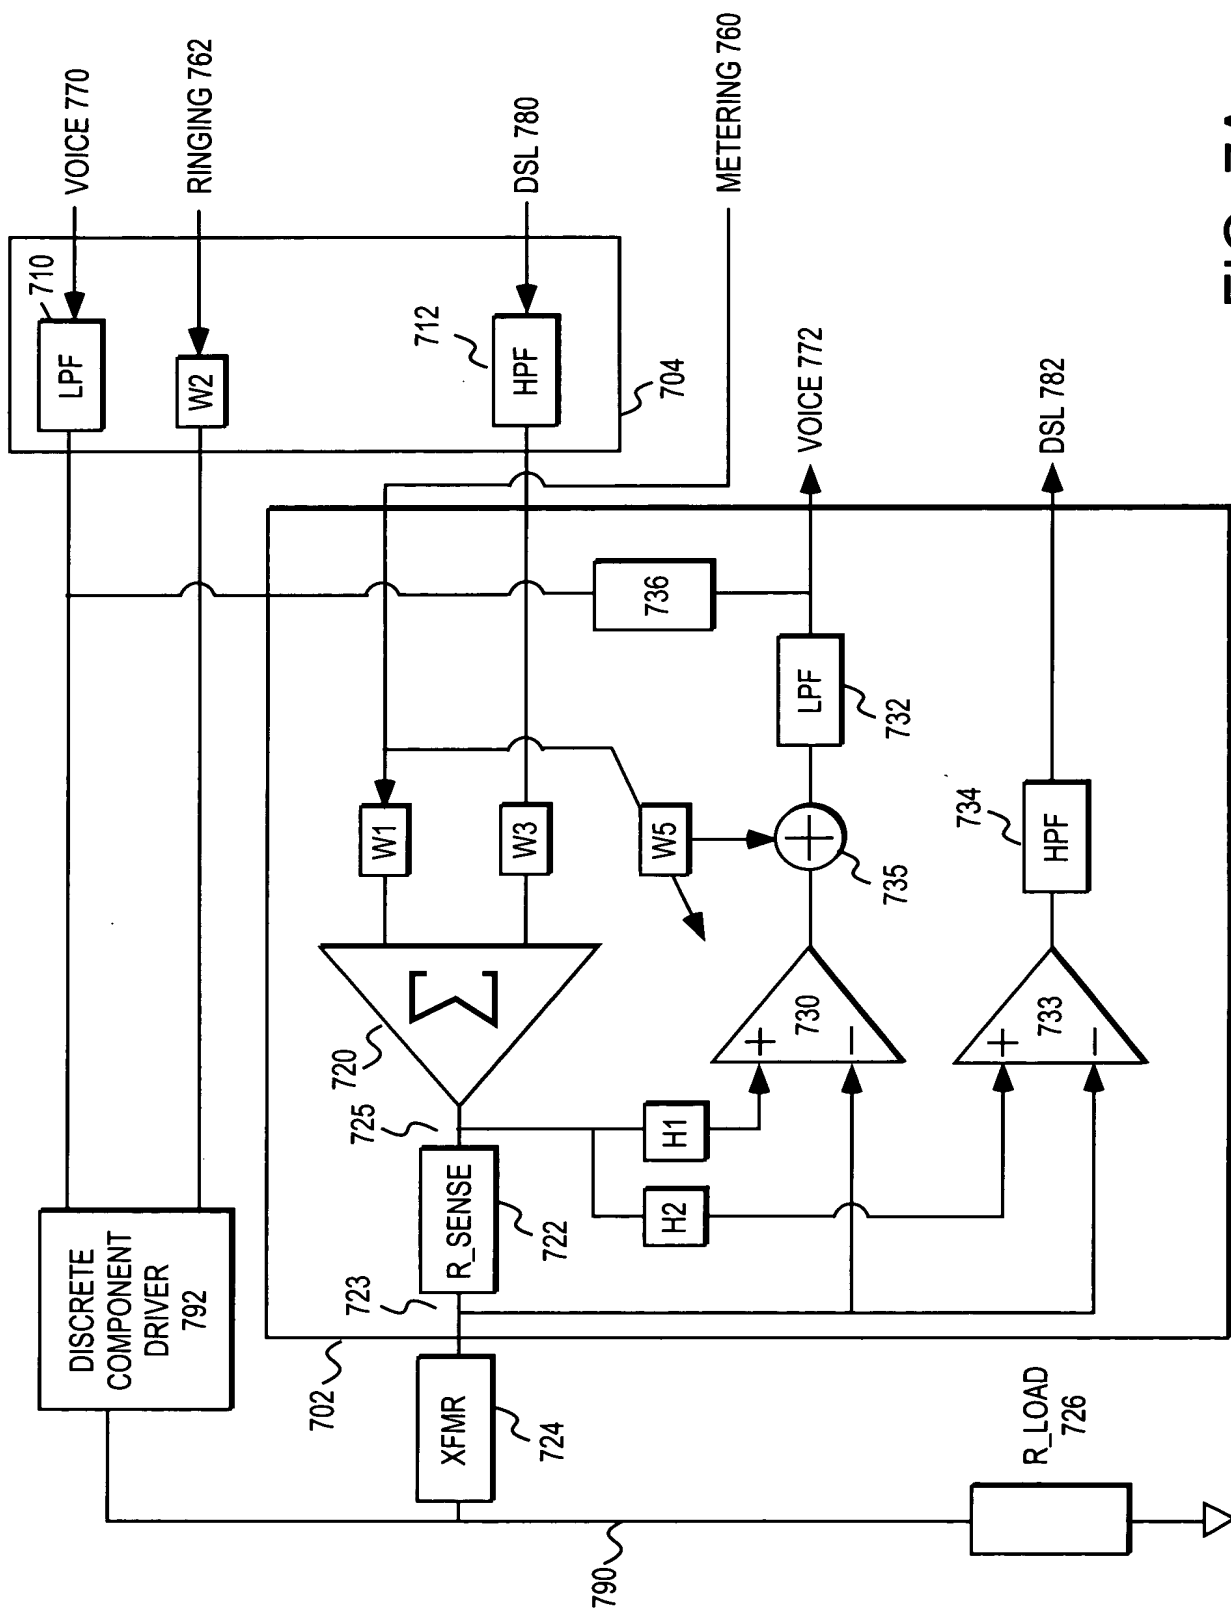 790
R_LOAD
726
DISCRETE
COMPONENT
DRIVER
792
702
XFMR
724
723
R_SENSE
722
725
720
Σ
W1
W3
W5
H1
H2
+
730
−
+
733
−
+
735
LPF
732
734
HPF
736
LPF
710
W2
712
HPF
704
VOICE 770
RINGING 762
DSL 780
METERING 760
VOICE 772
DSL 782
FIG. 7A